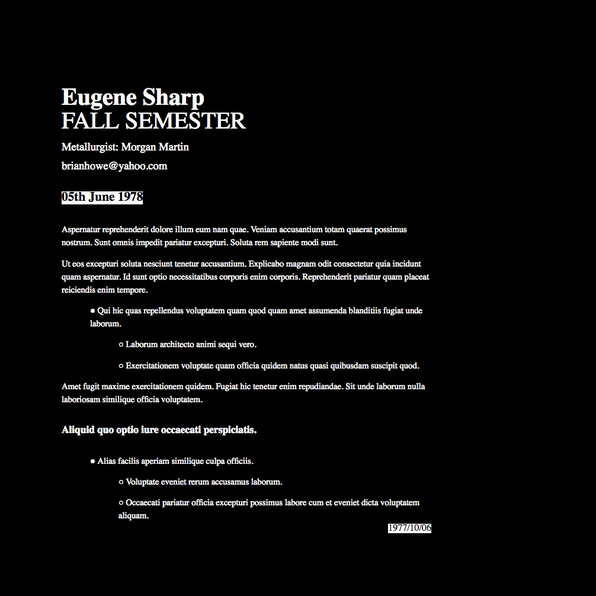 Eugene Sharp
FALL SEMESTER
Metallurgist: Morgan Martin
brianhowe@yahoo.com
05th June 1978
Aspernatur reprehenderit dolore illum eum nam quae. Veniam accusantium totam quaerat possimus
nostrum. Sunt omnis impedit pariatur excepturi. Soluta rem sapiente modi sunt.
Ut eos excepturi soluta nesciunt tenetur accusantium. Explicabo magnam odit consectetur quia incidunt
quam aspernatur. Id sunt optio necessitatibus corporis enim corporis. Reprehenderit pariatur quam placeat
reiciendis enim tempore.
● Qui hic quas repellendus voluptatem quam quod quam amet assumenda blanditiis fugiat unde
laborum.
○ Laborum architecto animi sequi vero.
○ Exercitationem voluptate quam officia quidem natus quasi quibusdam suscipit quod.
Amet fugit maxime exercitationem quidem. Fugiat hic tenetur enim repudiandae. Sit unde laborum nulla
laboriosam similique officia voluptatem.
Aliquid quo optio iure occaecati perspiciatis.
● Alias facilis aperiam similique culpa officiis.
○ Voluptate eveniet rerum accusamus laborum.
○ Occaecati pariatur officia excepturi possimus labore cum et eveniet dicta voluptatem
aliquam.
1977/10/06